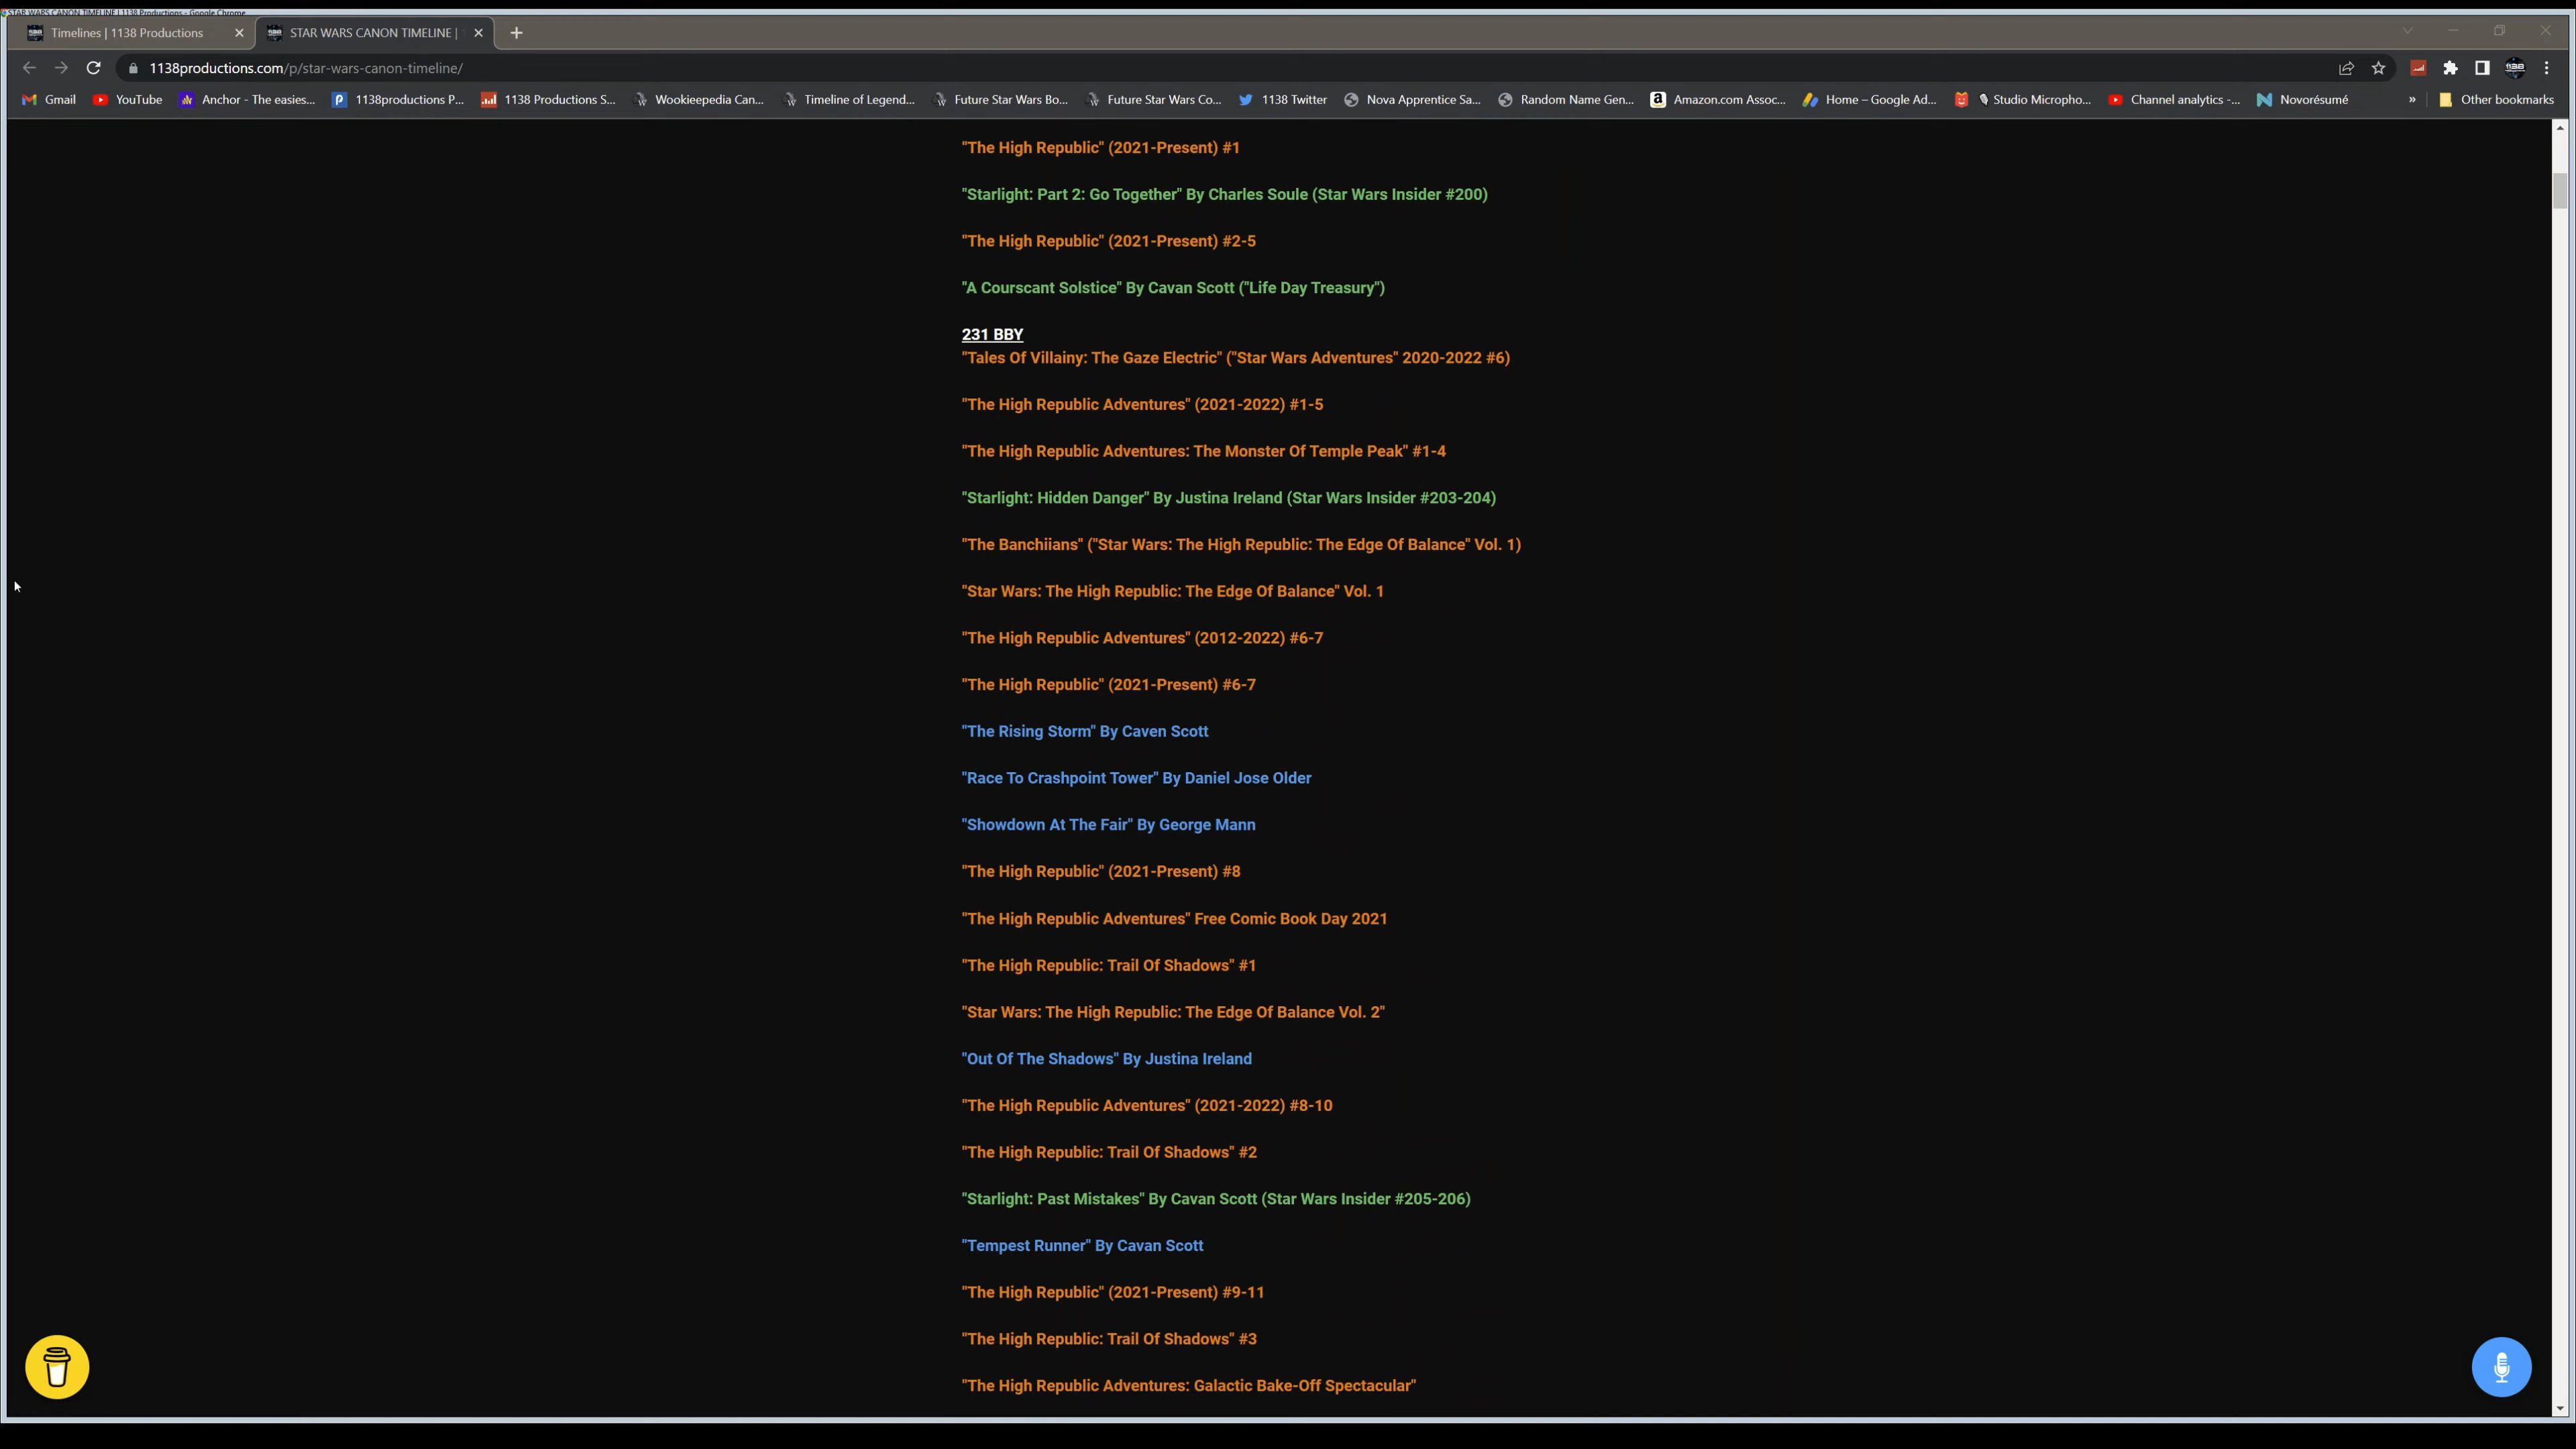 STAR WARS CANON TIMELINE | 1138 Productions - Google Chrome
Timelines | 1138 Productions
STAR WARS CANON TIMELINE |
1138productions.com/p/star-wars-canon-timeline/
Gmail
YouTube
Anchor - The easies...
1138productions P...
1138 Productions S...
Wookieepedia Can...
Timeline of Legend...
Future Star Wars Bo...
Future Star Wars Co...
1138 Twitter
Nova Apprentice Sa...
Random Name Gen...
Amazon.com Assoc...
Home – Google Ad...
Studio Micropho...
Channel analytics -...
Novorésumé
»
Other bookmarks
"The High Republic" (2021-Present) #1
"Starlight: Part 2: Go Together" By Charles Soule (Star Wars Insider #200)
"The High Republic" (2021-Present) #2-5
"A Courscant Solstice" By Cavan Scott ("Life Day Treasury")
231 BBY
"Tales Of Villainy: The Gaze Electric" ("Star Wars Adventures" 2020-2022 #6)
"The High Republic Adventures" (2021-2022) #1-5
"The High Republic Adventures: The Monster Of Temple Peak" #1-4
"Starlight: Hidden Danger" By Justina Ireland (Star Wars Insider #203-204)
"The Banchiians" ("Star Wars: The High Republic: The Edge Of Balance" Vol. 1)
"Star Wars: The High Republic: The Edge Of Balance" Vol. 1
"The High Republic Adventures" (2012-2022) #6-7
"The High Republic" (2021-Present) #6-7
"The Rising Storm" By Caven Scott
"Race To Crashpoint Tower" By Daniel Jose Older
"Showdown At The Fair" By George Mann
"The High Republic" (2021-Present) #8
"The High Republic Adventures" Free Comic Book Day 2021
"The High Republic: Trail Of Shadows" #1
"Star Wars: The High Republic: The Edge Of Balance Vol. 2"
"Out Of The Shadows" By Justina Ireland
"The High Republic Adventures" (2021-2022) #8-10
"The High Republic: Trail Of Shadows" #2
"Starlight: Past Mistakes" By Cavan Scott (Star Wars Insider #205-206)
"Tempest Runner" By Cavan Scott
"The High Republic" (2021-Present) #9-11
"The High Republic: Trail Of Shadows" #3
"The High Republic Adventures: Galactic Bake-Off Spectacular"